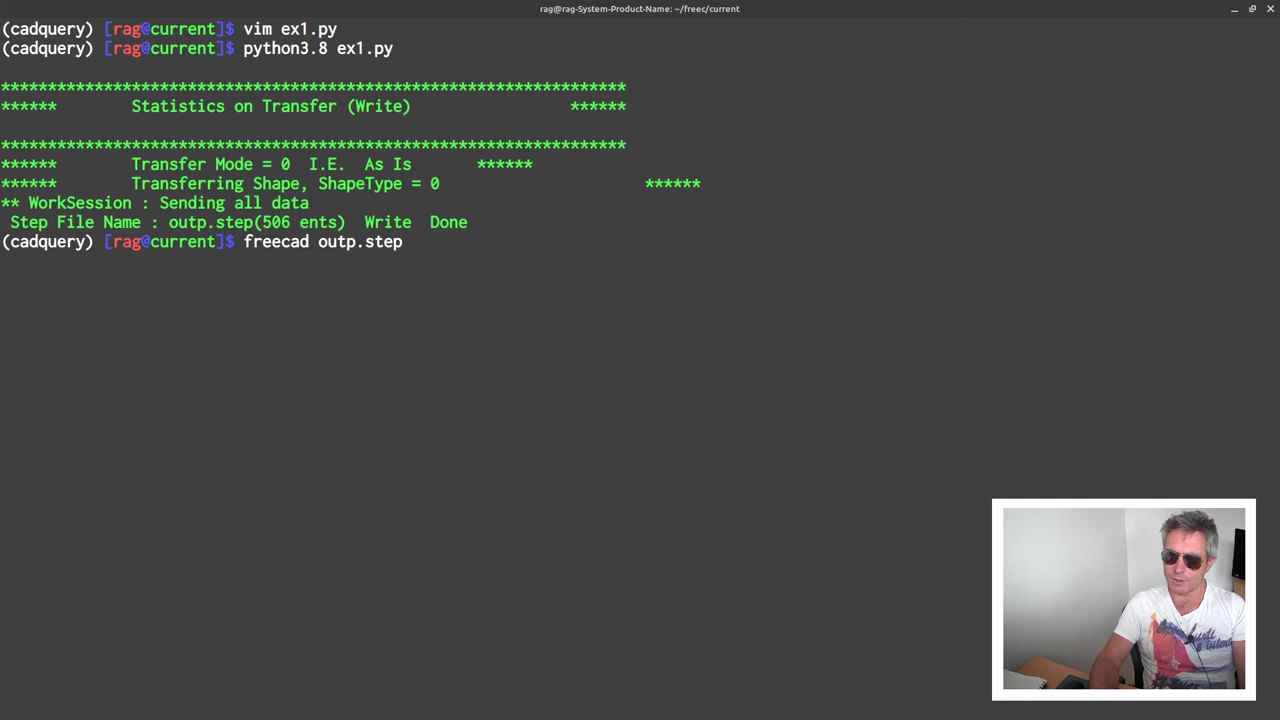 rag@rag-System-Product-Name: ~/freec/current
(cadquery) [rag@current]$ vim ex1.py
(cadquery) [rag@current]$ python3.8 ex1.py
*******************************************************************
****** Statistics on Transfer (Write) ******
*******************************************************************
****** Transfer Mode = 0 I.E. As Is ******
****** Transferring Shape, ShapeType = 0 ******
** WorkSession : Sending all data
Step File Name : outp.step(506 ents) Write Done
(cadquery) [rag@current]$ freecad outp.step